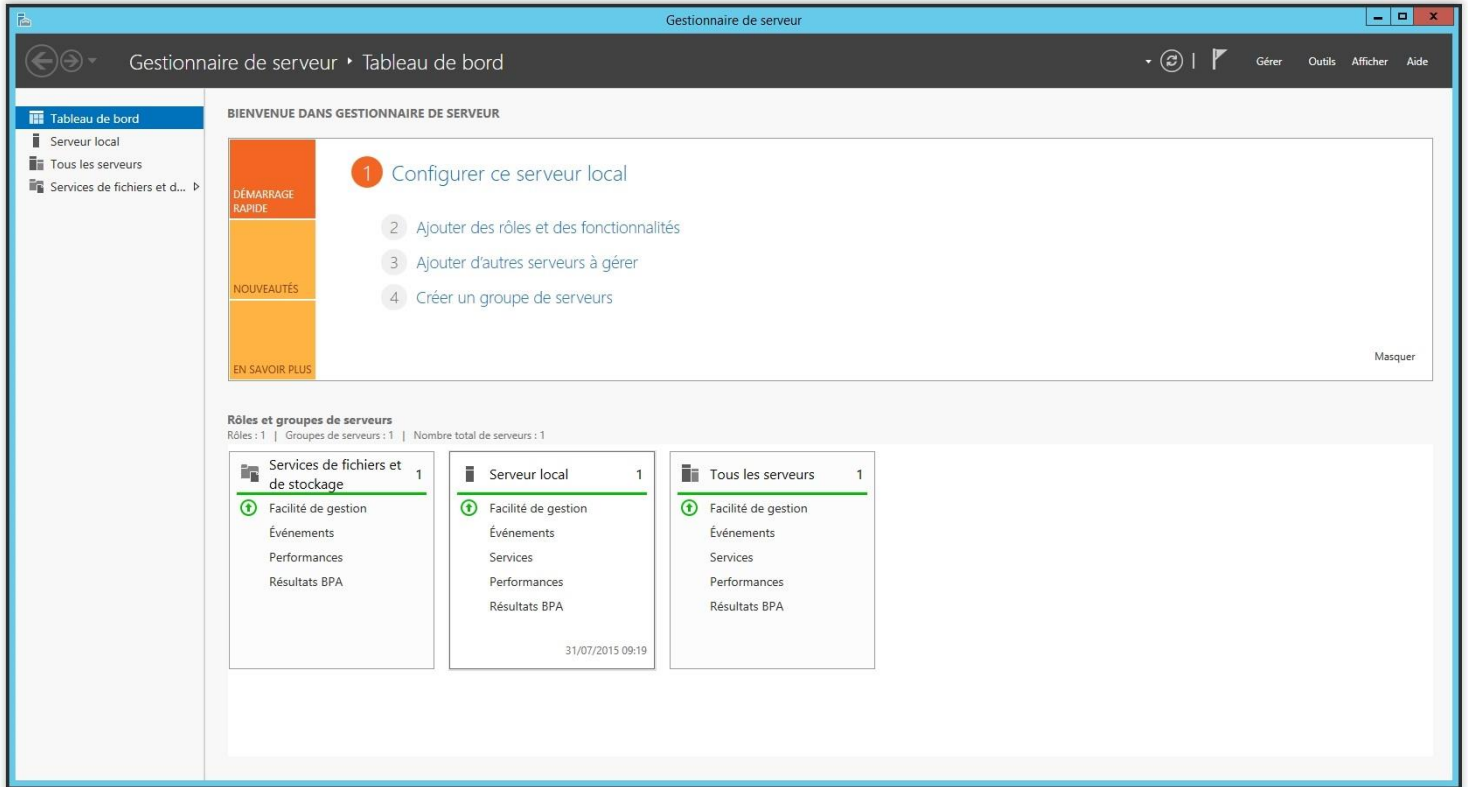 Gestionnaire de serveur
Gestionnaire de serveur ‣ Tableau de bord
Gérer Outils Afficher Aide
Tableau de bord
Serveur local
Tous les serveurs
Services de fichiers et d...
BIENVENUE DANS GESTIONNAIRE DE SERVEUR
DÉMARRAGE
RAPIDE
NOUVEAUTÉS
EN SAVOIR PLUS
1 Configurer ce serveur local
2 Ajouter des rôles et des fonctionnalités
3 Ajouter d'autres serveurs à gérer
4 Créer un groupe de serveurs
Masquer
Rôles et groupes de serveurs
Rôles : 1 | Groupes de serveurs : 1 | Nombre total de serveurs : 1
Services de fichiers et
de stockage 1
Facilité de gestion
Événements
Performances
Résultats BPA
Serveur local 1
Facilité de gestion
Événements
Services
Performances
Résultats BPA
31/07/2015 09:19
Tous les serveurs 1
Facilité de gestion
Événements
Services
Performances
Résultats BPA